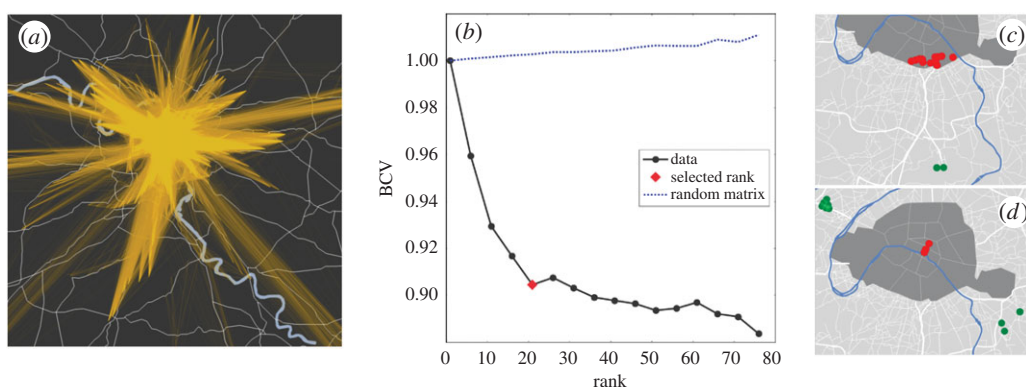 (a)
(b)
1.00
0.98
0.96
0.94
0.92
0.90
BCV
0
10
20
30
40
50
60
70
80
rank
data
selected rank
random matrix
(c)
(d)